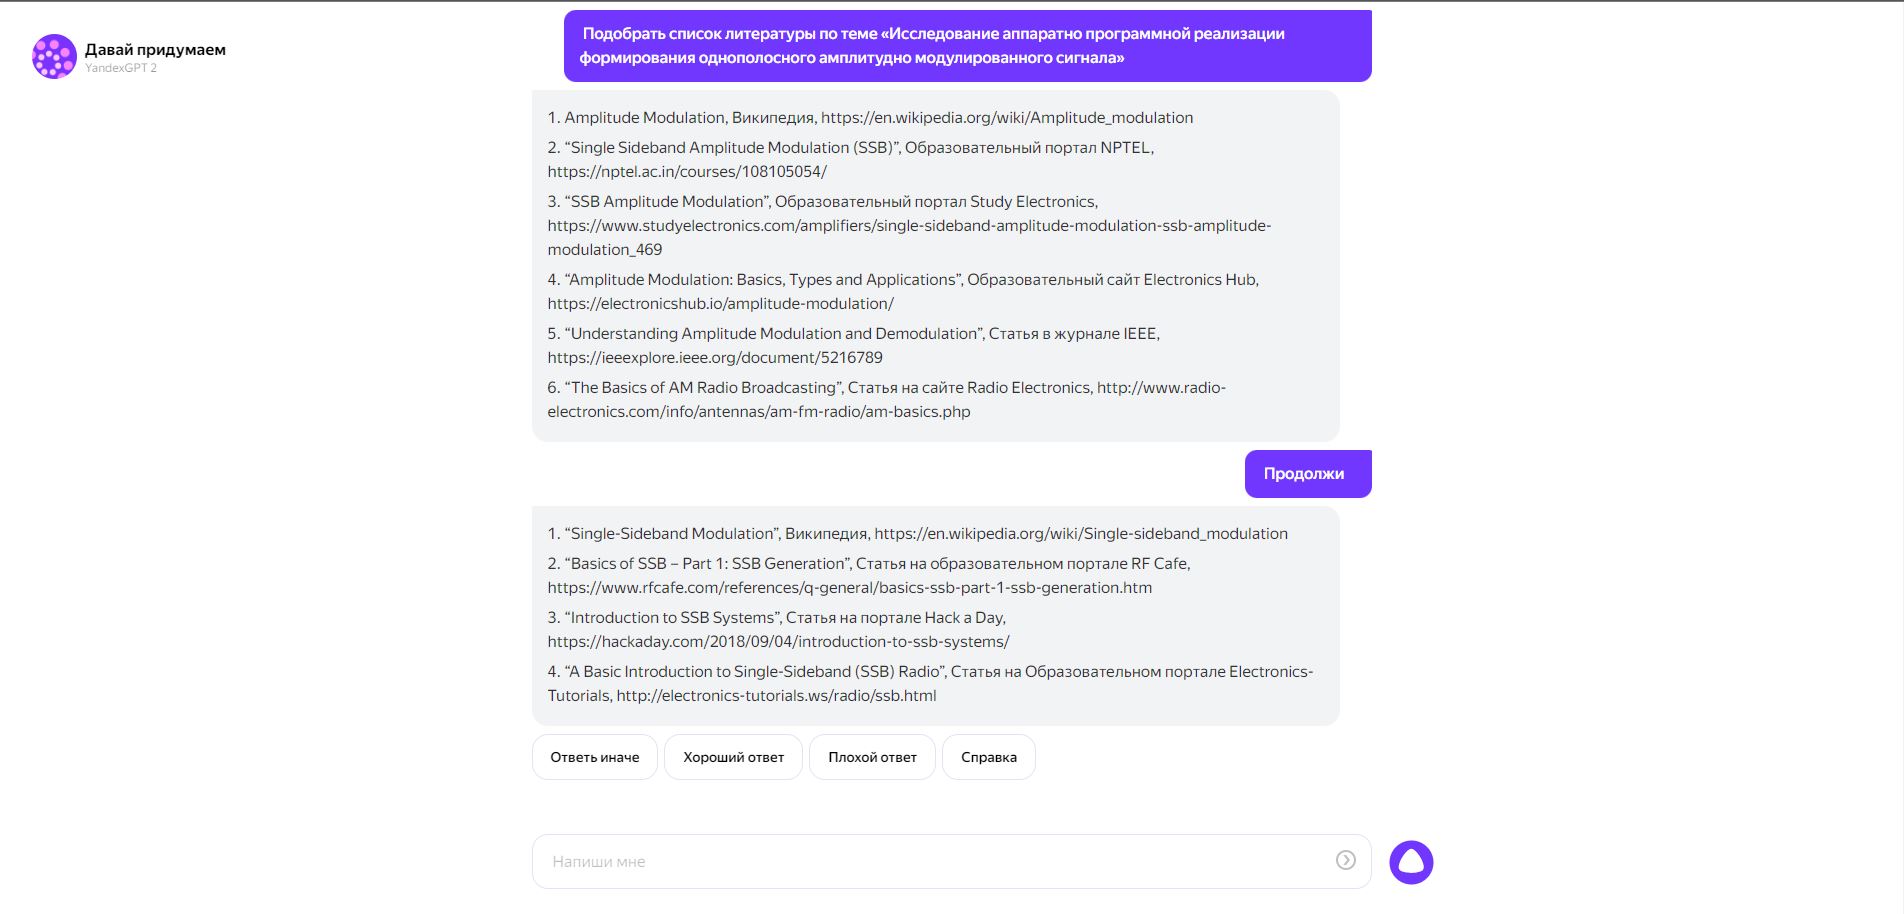 Давай придумаем
YandexGPT 2
Подобрать список литературы по теме «Исследование аппаратно программной реализации
формирования однополосного амплитудно модулированного сигнала»
1. Amplitude Modulation, Википедия, https://en.wikipedia.org/wiki/Amplitude_modulation
2. “Single Sideband Amplitude Modulation (SSB)”, Образовательный портал NPTEL,
https://nptel.ac.in/courses/108105054/
3. “SSB Amplitude Modulation”, Образовательный портал Study Electronics,
https://www.studyelectronics.com/amplifiers/single-sideband-amplitude-modulation-ssb-amplitude-
modulation_469
4. “Amplitude Modulation: Basics, Types and Applications”, Образовательный сайт Electronics Hub,
https://electronicshub.io/amplitude-modulation/
5. “Understanding Amplitude Modulation and Demodulation”, Статья в журнале IEEE,
https://ieeexplore.ieee.org/document/5216789
6. “The Basics of AM Radio Broadcasting”, Статья на сайте Radio Electronics, http://www.radio-
electronics.com/info/antennas/am-fm-radio/am-basics.php
Продолжи
1. “Single-Sideband Modulation”, Википедия, https://en.wikipedia.org/wiki/Single-sideband_modulation
2. “Basics of SSB – Part 1: SSB Generation”, Статья на образовательном портале RF Cafe,
https://www.rfcafe.com/references/q-general/basics-ssb-part-1-ssb-generation.htm
3. “Introduction to SSB Systems”, Статья на портале Hack a Day,
https://hackaday.com/2018/09/04/introduction-to-ssb-systems/
4. “A Basic Introduction to Single-Sideband (SSB) Radio”, Статья на Образовательном портале Electronics-
Tutorials, http://electronics-tutorials.ws/radio/ssb.html
Ответь иначе
Хороший ответ
Плохой ответ
Справка
Напиши мне